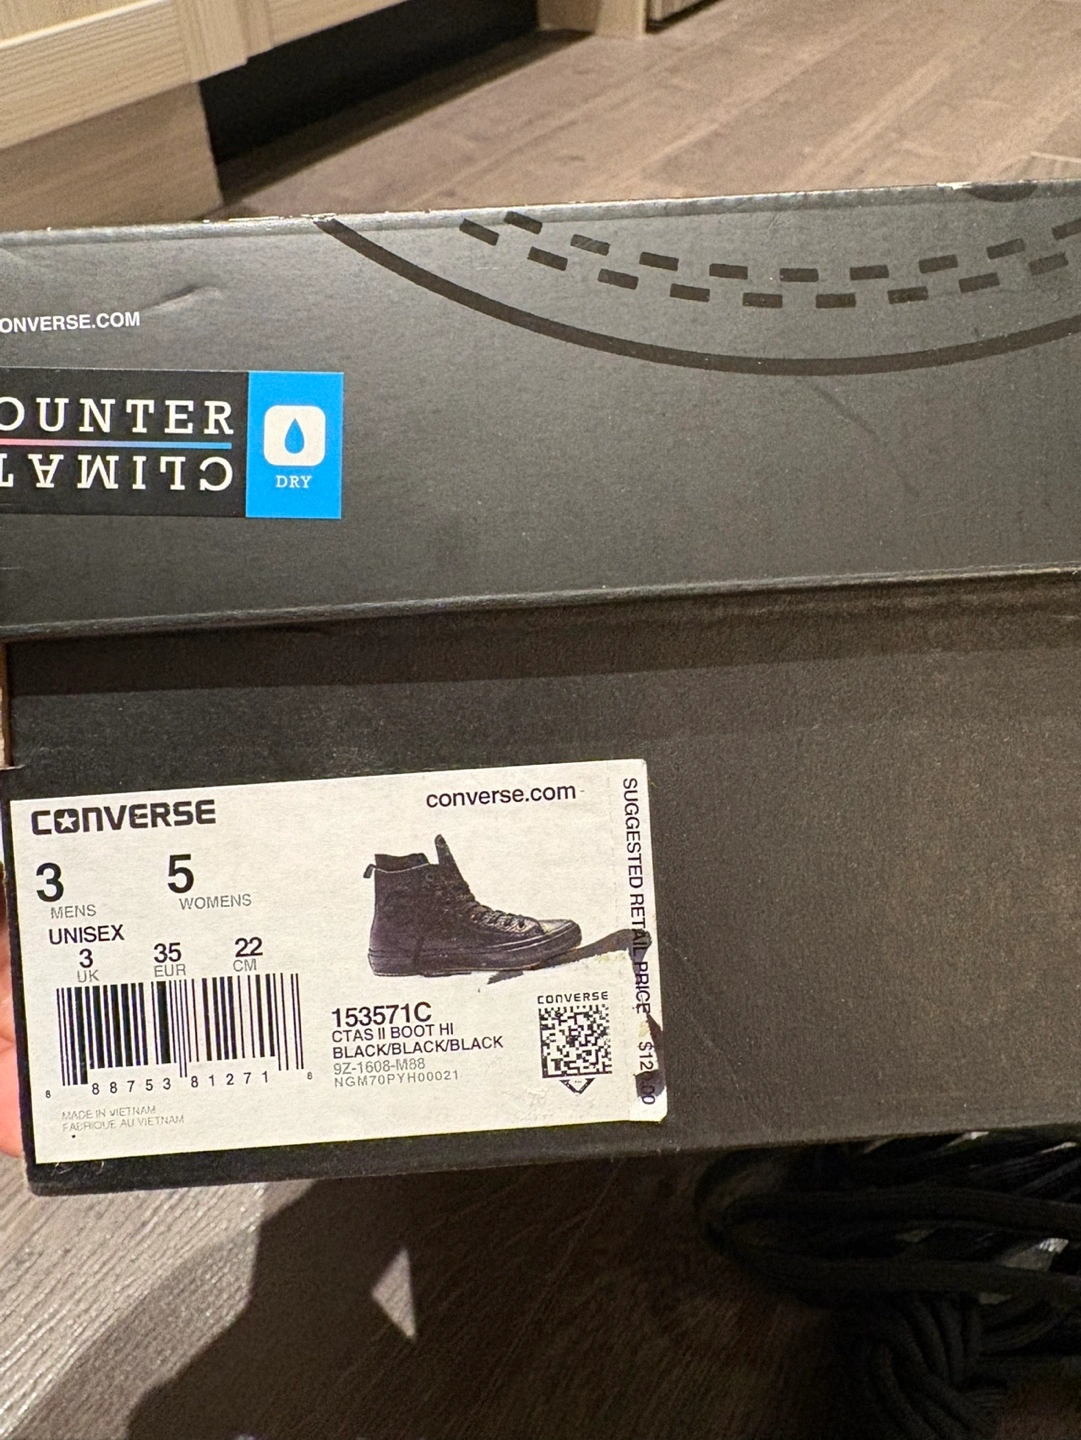 ONVERSE.COM
OUNTER
CLIMAT
DRY
CONVERSE
converse.com
3
MENS
5
WOMENS
UNISEX
3
UK
35
EUR
22
CM
153571C
CTAS II BOOT HI
BLACK/BLACK/BLACK
9Z-1608-M88
NGM70PYH00021
8 88753 81271 8
MADE IN VIETNAM
FABRIQUE AU VIETNAM
CONVERSE
SUGGESTED RETAIL PRICE